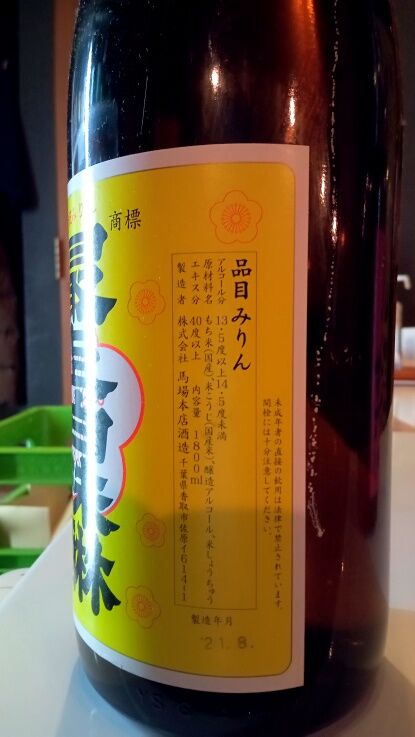 商標
品目 みりん
アルコール分 13.5度以上14.5度未満
原材料名 もち米(国産)、米こうじ(国産米)、醸造アルコール、米しょうちゅう
エキス分 40度以上 内容量 1800ml
製造者 株式会社 馬場本店酒造 千葉県香取市佐原イ614-1
未成年者の直接の飲用は法律で禁止されています。
開栓には十分注意してください。
製造年月
21.8.